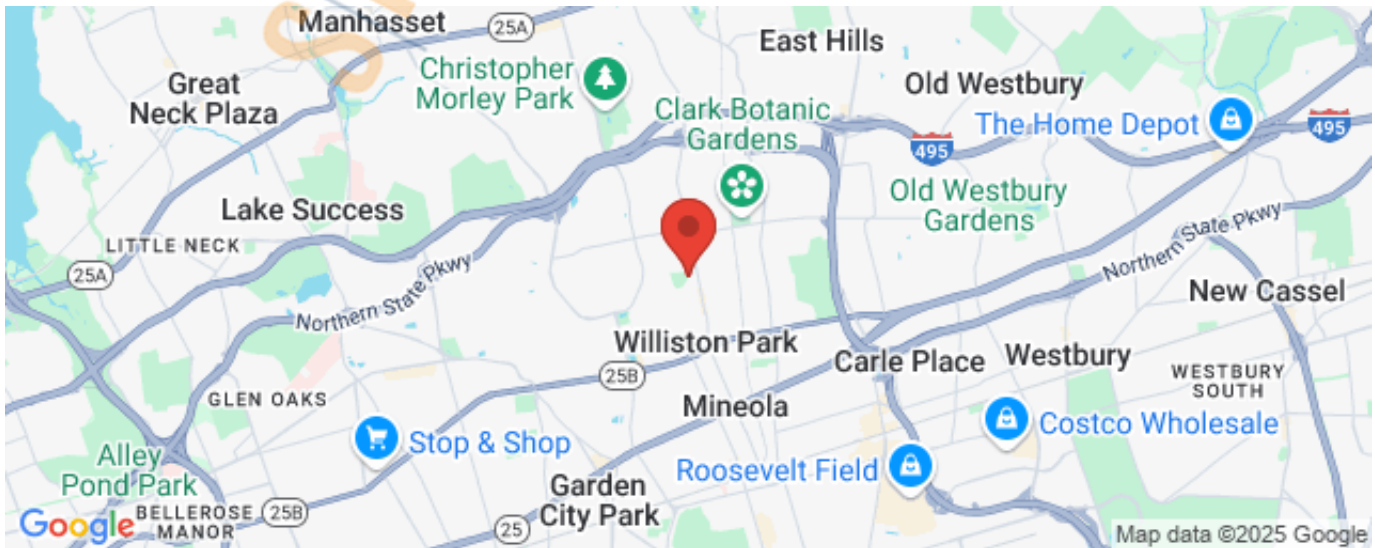 Manhasset
25A
East Hills
Great
Neck Plaza
Christopher
Morley Park
Old Westbury
Clark Botanic
Gardens
The Home Depot
495
495
Lake Success
Old Westbury
Gardens
LITTLE NECK
25A
Northern State Pkwy
Northern State Pkwy
New Cassel
Williston Park
Carle Place
Westbury
25B
WESTBURY
SOUTH
GLEN OAKS
Mineola
Stop & Shop
Costco Wholesale
Alley
Pond Park
Roosevelt Field
Garden
City Park
BELLEROSE
MANOR
25B
25
Google
Map data ©2025 Google